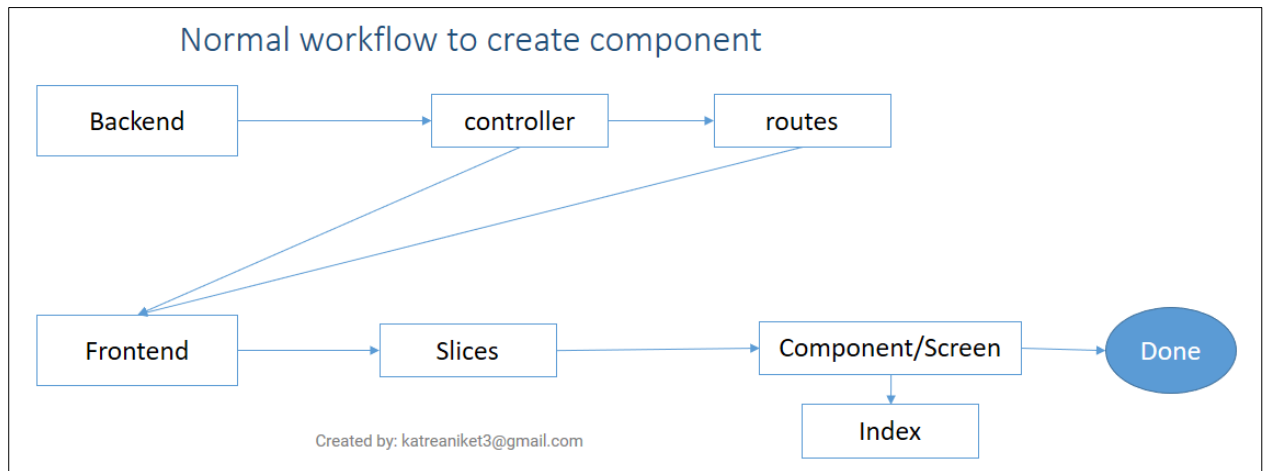 Normal workflow to create component
Backend
controller
routes
Frontend
Slices
Component/Screen
Done
Index
Created by: katreaniket3@gmail.com